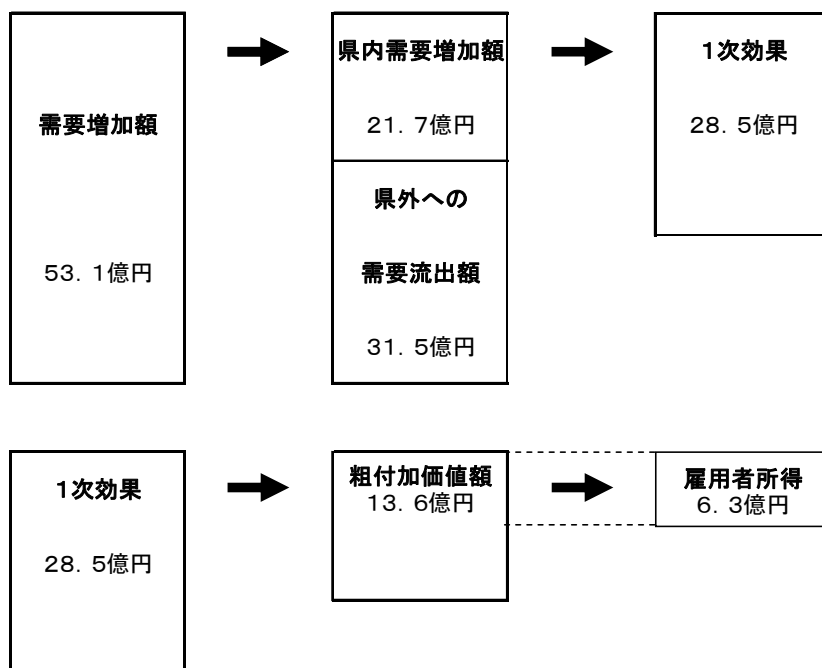 需要増加額
53．1億円
県内需要増加額
21．7億円
県外への
需要流出額
31．5億円
1次効果
28．5億円
1次効果
28．5億円
粗付加価値額
13．6億円
雇用者所得
6．3億円